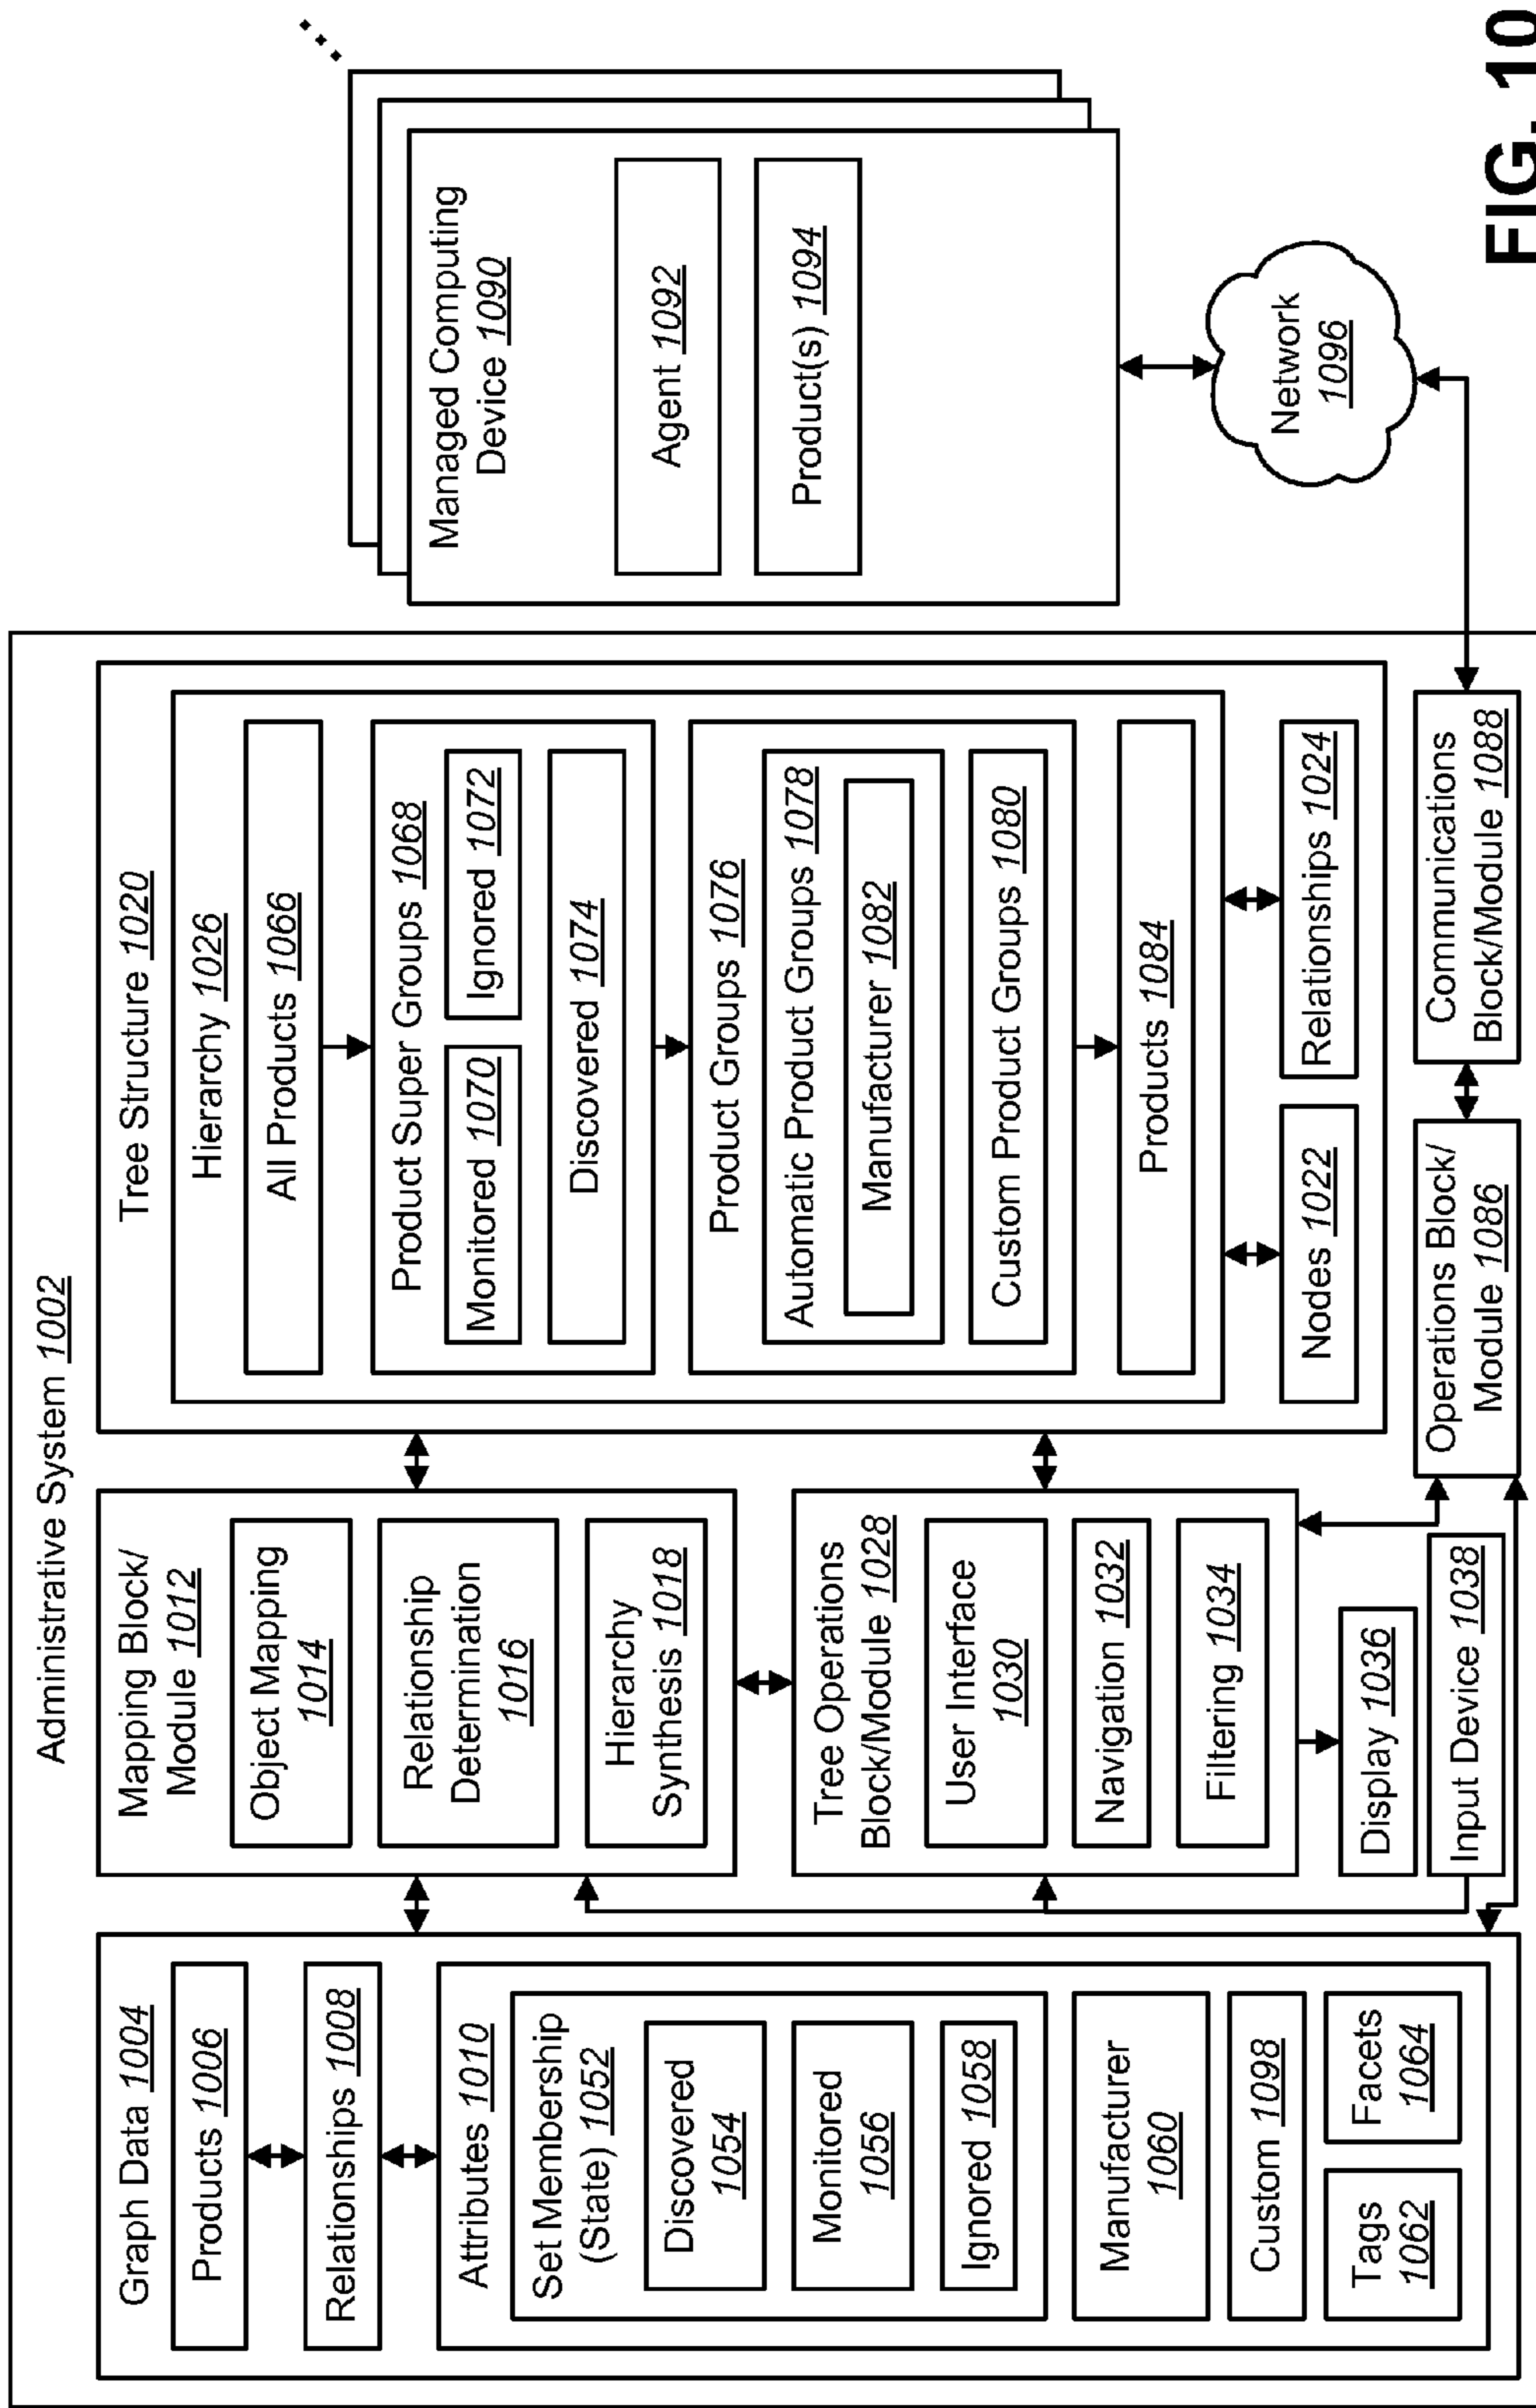 Administrative System 1002
Graph Data 1004
Products 1006
Relationships 1008
Attributes 1010
Set Membership
(State) 1052
Discovered
1054
Monitored
1056
Ignored 1058
Manufacturer
1060
Custom 1098
Tags
1062
Facets
1064
Mapping Block/
Module 1012
Object Mapping
1014
Relationship
Determination
1016
Hierarchy
Synthesis 1018
Tree Operations
Block/Module 1028
User Interface
1030
Navigation 1032
Filtering 1034
Display 1036
Input Device 1038
Tree Structure 1020
Hierarchy 1026
All Products 1066
Product Super Groups 1068
Monitored 1070
Ignored 1072
Discovered 1074
Product Groups 1076
Automatic Product Groups 1078
Manufacturer 1082
Custom Product Groups 1080
Products 1084
Nodes 1022
Relationships 1024
Operations Block/
Module 1086
Communications
Block/Module 1088
Managed Computing
Device 1090
Agent 1092
Product(s) 1094
Network
1096
FIG. 10